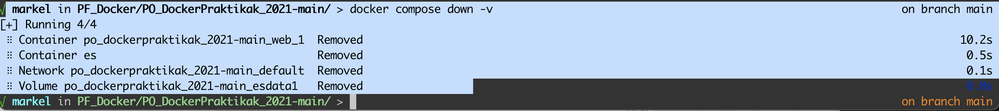 √ markel in PF_Docker/PO_DockerPraktikak_2021-main/ > docker compose down -v on branch main
[+] Running 4/4
⠿ Container po_dockerpraktikak_2021-main_web_1 Removed 10.2s
⠿ Container es Removed 0.5s
⠿ Network po_dockerpraktikak_2021-main_default Removed 0.1s
⠿ Volume po_dockerpraktikak_2021-main_esdata1 Removed 0.0s
√ markel in PF_Docker/PO_DockerPraktikak_2021-main/ > on branch main